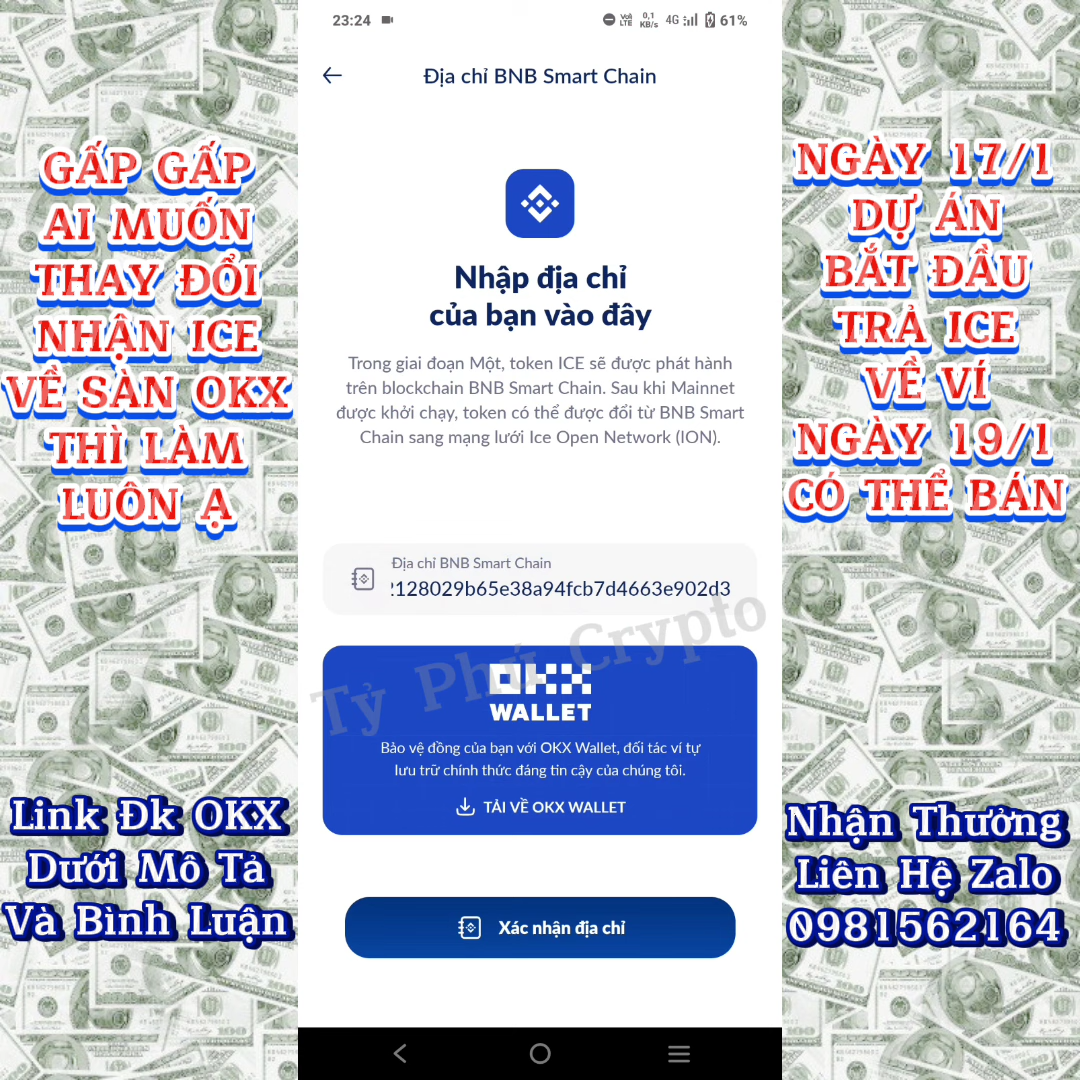 23:24
Vo) LTE 0,1 KB/s 4G 61%
Địa chỉ BNB Smart Chain
GẤP GẤP
AI MUỐN
THAY ĐỔI
NHẬN ICE
VỀ SÀN OKX
THÌ LÀM
LUÔN Ạ
NGÀY 17/1
DỰ ÁN
BẮT ĐẦU
TRẢ ICE
VỀ VÍ
NGÀY 19/1
CÓ THỂ BÁN
Nhập địa chỉ
của bạn vào đây
Trong giai đoạn Một, token ICE sẽ được phát hành
trên blockchain BNB Smart Chain. Sau khi Mainnet
được khởi chạy, token có thể được đổi từ BNB Smart
Chain sang mạng lưới Ice Open Network (ION).
Địa chỉ BNB Smart Chain
128029b65e38a94fcb7d4663e902d3
Tỷ Phú Crypto
OKX
WALLET
Bảo vệ đồng của bạn với OKX Wallet, đối tác ví tự
lưu trữ chính thức đáng tin cậy của chúng tôi.
TẢI VỀ OKX WALLET
Xác nhận địa chỉ
Link Đk OKX
Dưới Mô Tả
Và Bình Luận
Nhận Thưởng
Liên Hệ Zalo
0981562164